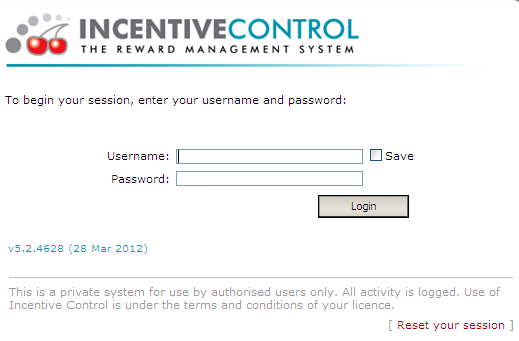 INCENTIVECONTROL
THE REWARD MANAGEMENT SYSTEM
To begin your session, enter your username and password:
Username:
Save
Password:
Login
v5.2.4628 (28 Mar 2012)
This is a private system for use by authorised users only. All activity is logged. Use of
Incentive Control is under the terms and conditions of your licence.
[ Reset your session ]